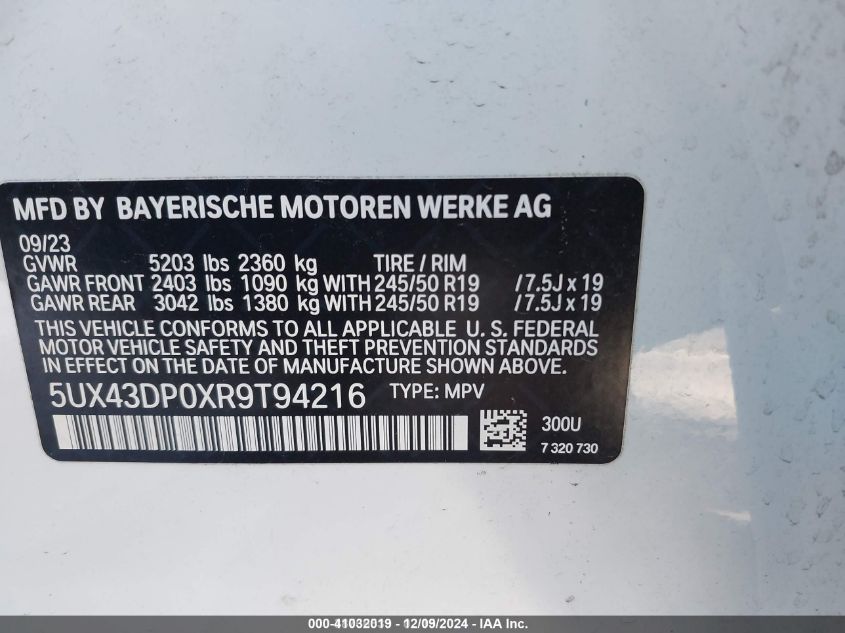 MFD BY BAYERISCHE MOTOREN WERKE AG
09/23
GVWR 5203 lbs 2360 kg TIRE / RIM
GAWR FRONT 2403 lbs 1090 kg WITH 245/50 R19 / 7.5J x 19
GAWR REAR 3042 lbs 1380 kg WITH 245/50 R19 / 7.5J x 19
THIS VEHICLE CONFORMS TO ALL APPLICABLE U. S. FEDERAL
MOTOR VEHICLE SAFETY AND THEFT PREVENTION STANDARDS
IN EFFECT ON THE DATE OF MANUFACTURE SHOWN ABOVE.
5UX43DP0XR9T94216 TYPE: MPV
300U
7 320 730
000-41032019 - 12/09/2024 - IAA Inc.